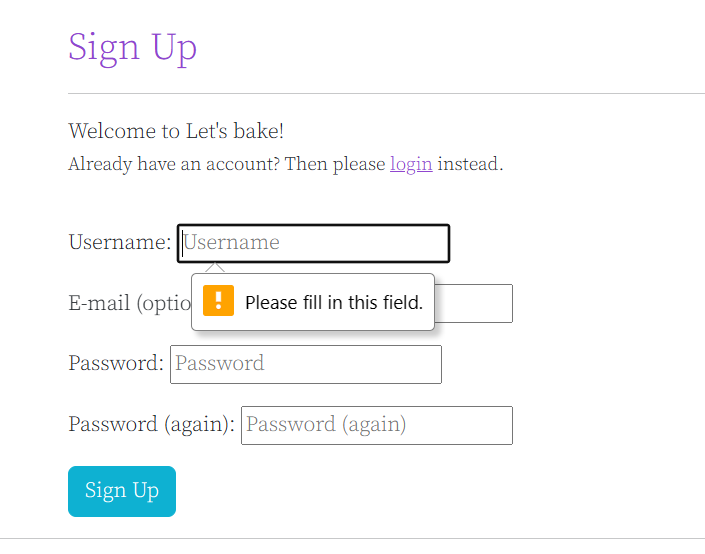 Sign Up
Welcome to Let's bake!
Already have an account? Then please login instead.
Username: Username
Please fill in this field.
E-mail (optio
Password: Password
Password (again): Password (again)
Sign Up